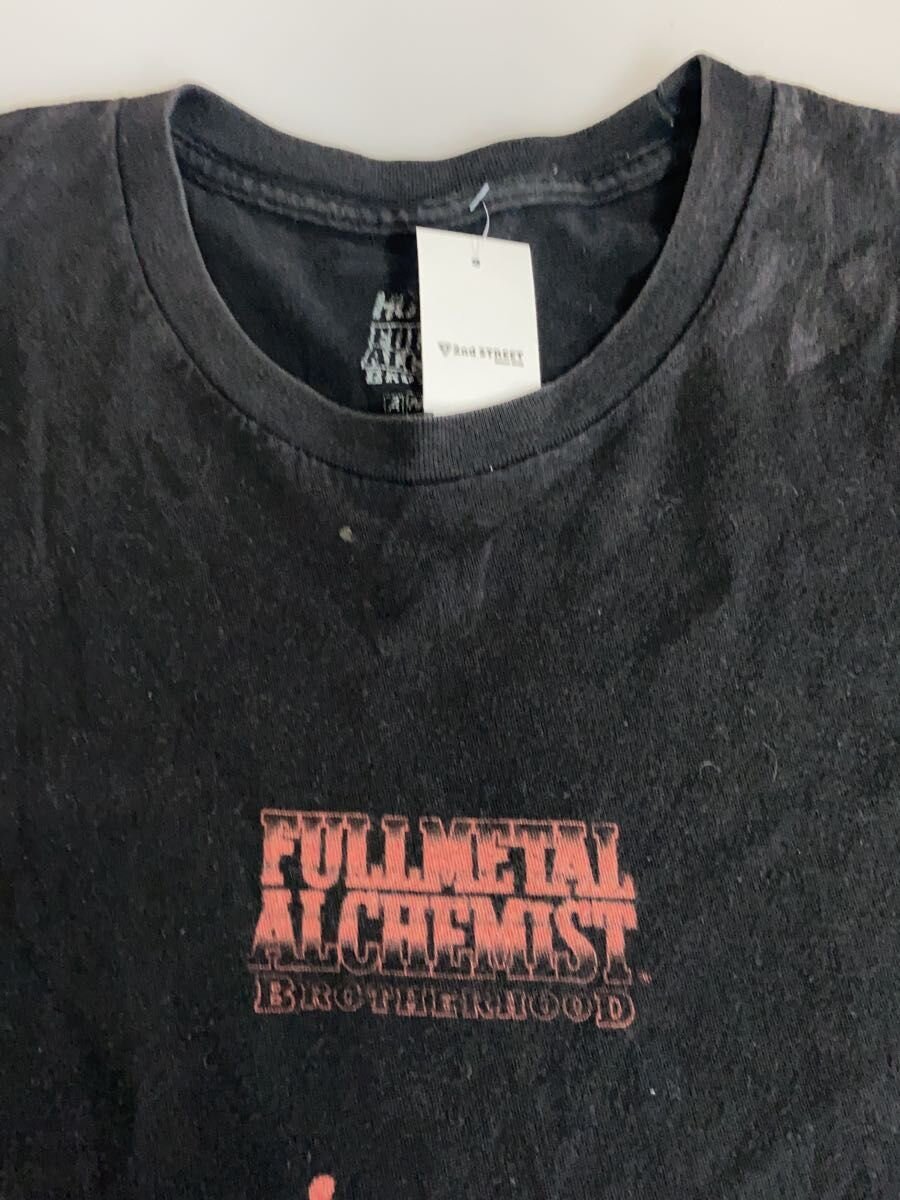 2nd STREET
FULLMETAL
ALCHEMIST
BROTHERHOOD